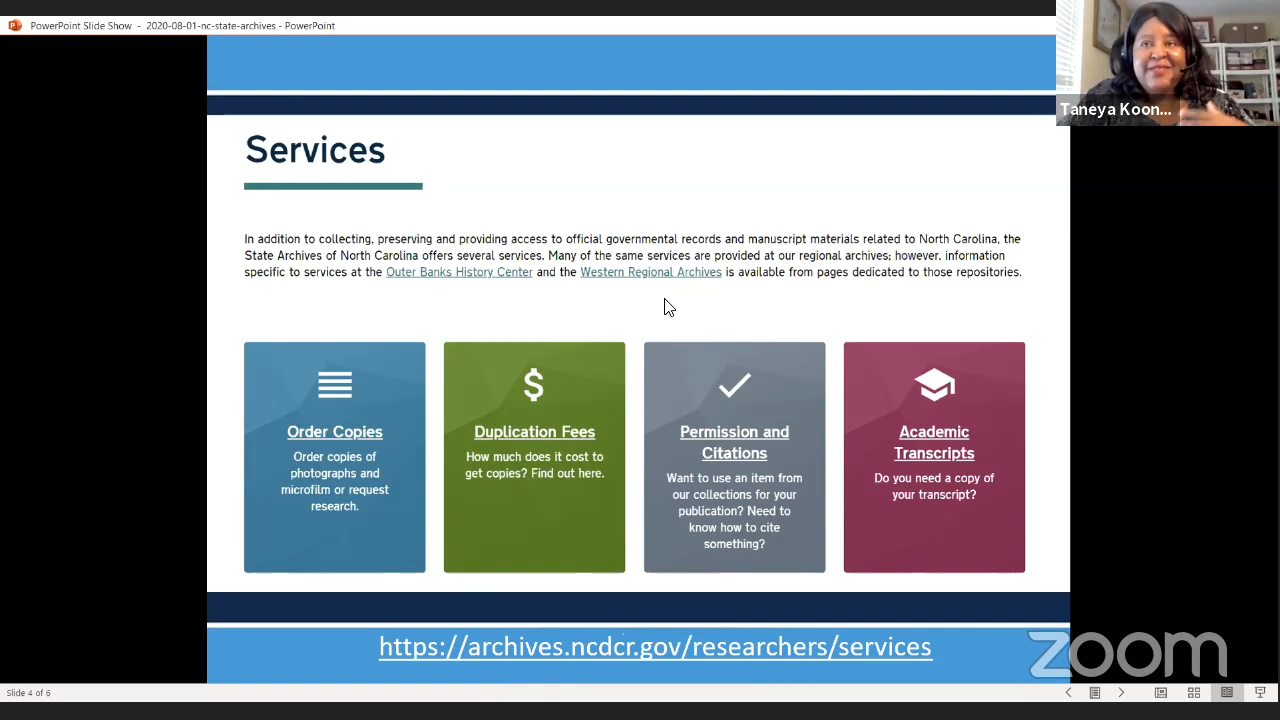 PowerPoint Slide Show - 2020-08-01-nc-state-archives - PowerPoint
Taneya Koon...
Services
In addition to collecting, preserving and providing access to official governmental records and manuscript materials related to North Carolina, the
State Archives of North Carolina offers several services. Many of the same services are provided at our regional archives; however, information
specific to services at the Outer Banks History Center and the Western Regional Archives is available from pages dedicated to those repositories.
Order Copies
Order copies of
photographs and
microfilm or request
research.
$
Duplication Fees
How much does it cost to
get copies? Find out here.
Permission and
Citations
Want to use an item from
our collections for your
publication? Need to
know how to cite
something?
Academic
Transcripts
Do you need a copy of
your transcript?
https://archives.ncdcr.gov/researchers/services
zoom
Slide 4 of 6